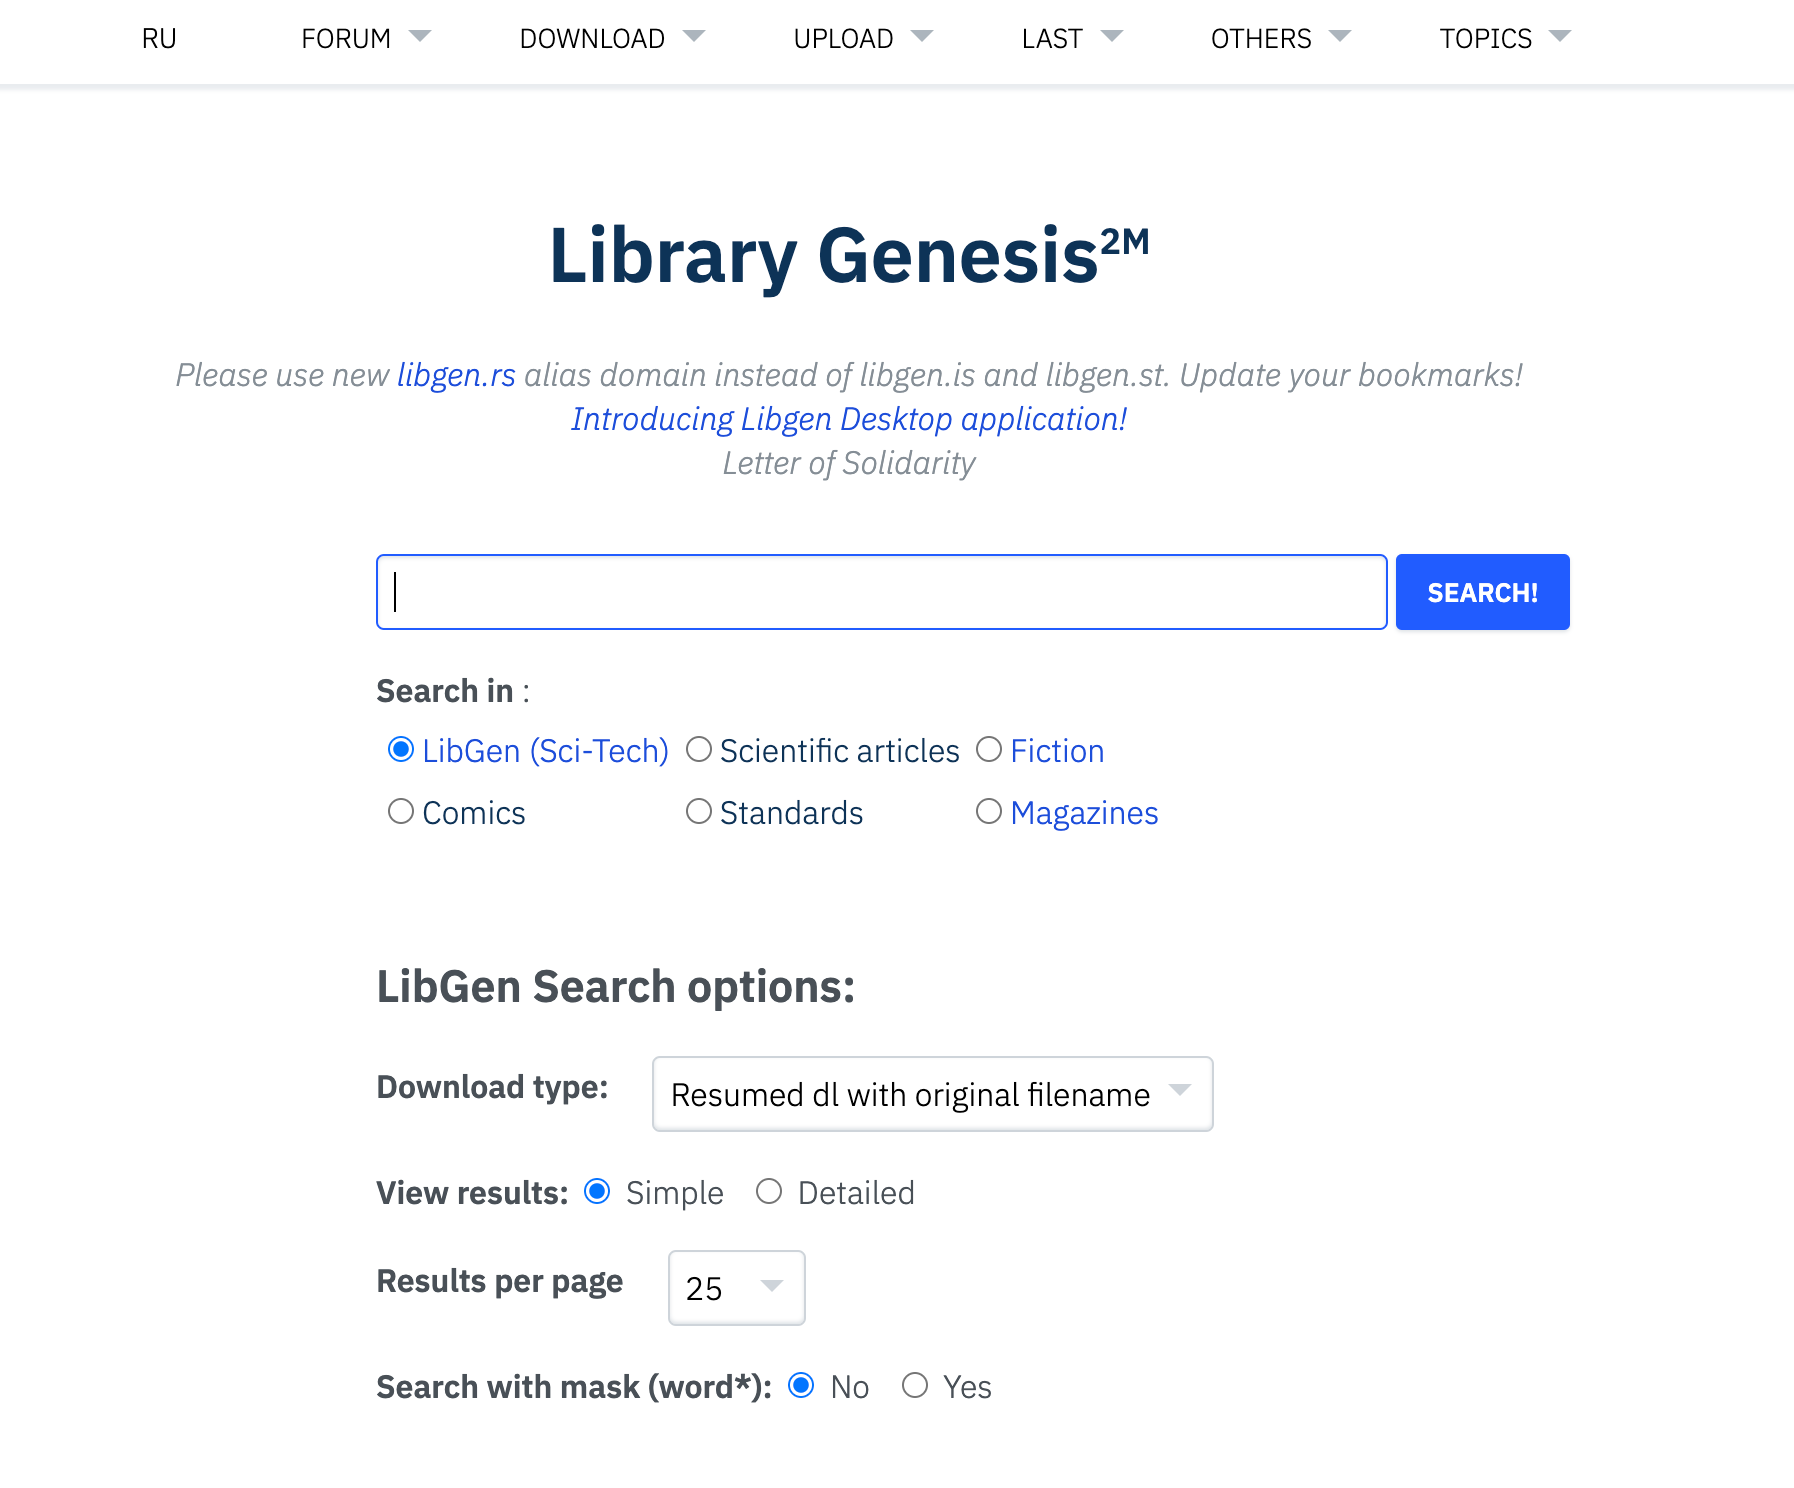 RU FORUM DOWNLOAD UPLOAD LAST OTHERS TOPICS
Library Genesis2M
Please use new libgen.rs alias domain instead of libgen.is and libgen.st. Update your bookmarks!
Introducing Libgen Desktop application!
Letter of Solidarity
SEARCH!
Search in :
LibGen (Sci-Tech) Scientific articles Fiction
Comics Standards Magazines
LibGen Search options:
Download type: Resumed dl with original filename
View results: Simple Detailed
Results per page 25
Search with mask (word*): No Yes